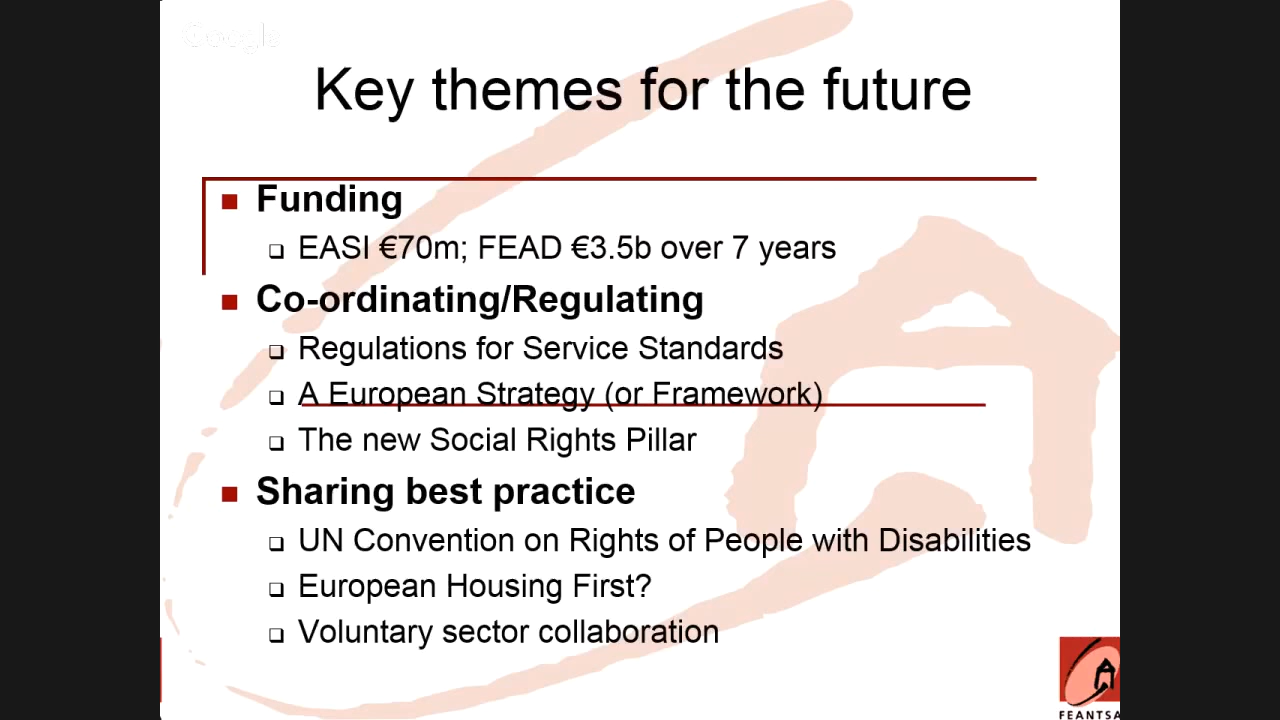 Google
Key themes for the future
Funding
EASI €70m; FEAD €3.5b over 7 years
Co-ordinating/Regulating
Regulations for Service Standards
A European Strategy (or Framework)
The new Social Rights Pillar
Sharing best practice
UN Convention on Rights of People with Disabilities
European Housing First?
Voluntary sector collaboration
FEANTSA